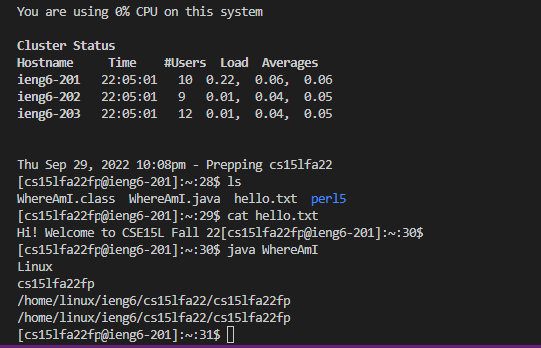 You are using 0% CPU on this system
Cluster Status
Hostname     Time    #Users  Load  Averages
ieng6-201   22:05:01   10  0.22,  0.06,  0.06
ieng6-202   22:05:01   9   0.01,  0.04,  0.05
ieng6-203   22:05:01   12  0.01,  0.04,  0.05
Thu Sep 29, 2022 10:08pm - Prepping cs15lfa22
[cs15lfa22fp@ieng6-201]:~:28$ ls
WhereAmI.class  WhereAmI.java  hello.txt  perl5
[cs15lfa22fp@ieng6-201]:~:29$ cat hello.txt
Hi! Welcome to CSE15L Fall 22[cs15lfa22fp@ieng6-201]:~:30$
[cs15lfa22fp@ieng6-201]:~:30$ java WhereAmI
Linux
cs15lfa22fp
/home/linux/ieng6/cs15lfa22/cs15lfa22fp
/home/linux/ieng6/cs15lfa22/cs15lfa22fp
[cs15lfa22fp@ieng6-201]:~:31$